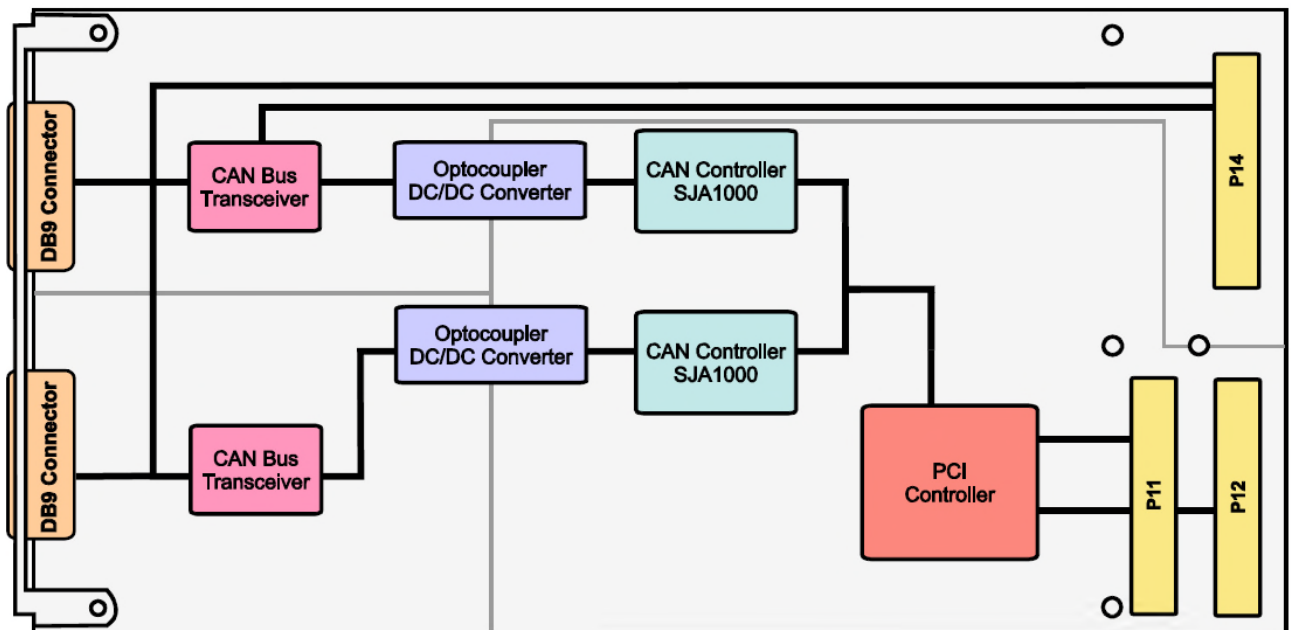 DB9 Connector
CAN Bus
Transceiver
Optocoupler
DC/DC Converter
CAN Controller
SJA1000
P14
DB9 Connector
CAN Bus
Transceiver
Optocoupler
DC/DC Converter
CAN Controller
SJA1000
PCI
Controller
P11
P12